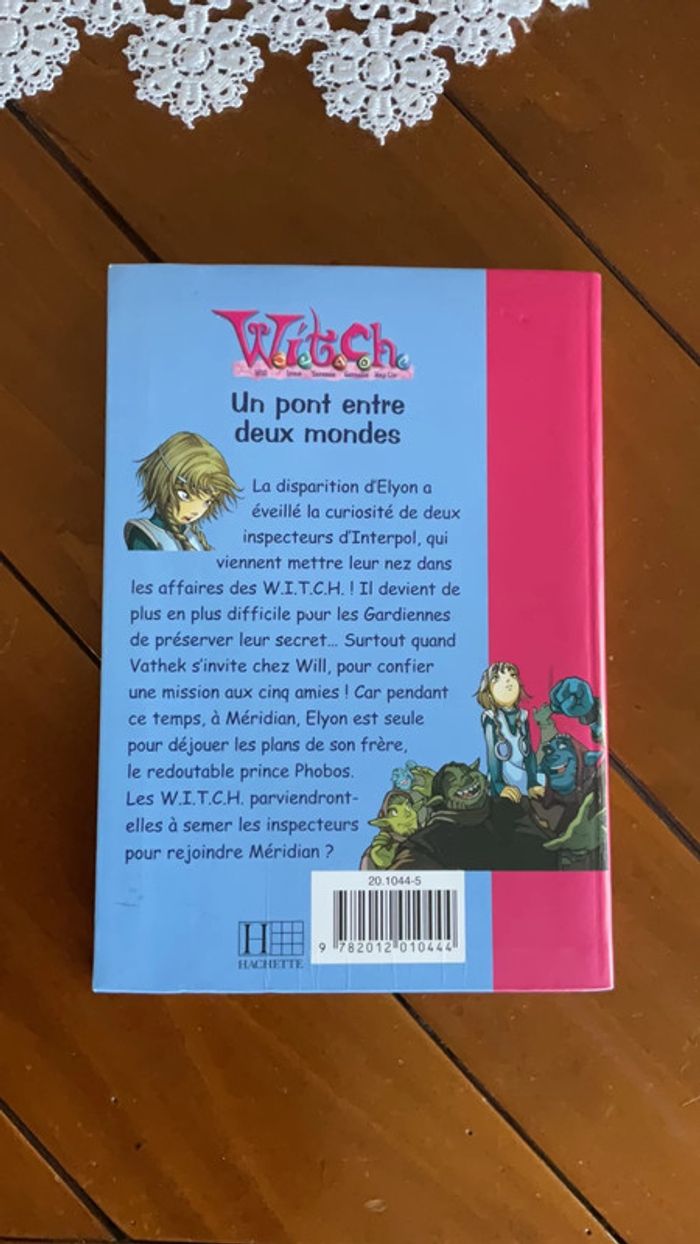 W.i.t.c.h.
Will Irma Taranee Cornelia Hay Lin
Un pont entre
deux mondes
La disparition d'Elyon a
éveillé la curiosité de deux
inspecteurs d'Interpol, qui
viennent mettre leur nez dans
les affaires des W.I.T.C.H. ! Il devient de
plus en plus difficile pour les Gardiennes
de préserver leur secret... Surtout quand
Vathek s'invite chez Will, pour confier
une mission aux cinq amies ! Car pendant
ce temps, à Méridian, Elyon est seule
pour déjouer les plans de son frère,
le redoutable prince Phobos.
Les W.I.T.C.H. parviendront-
elles à semer les inspecteurs
pour rejoindre Méridian ?
20.1044-5
9 782012 010444
H
HACHETTE